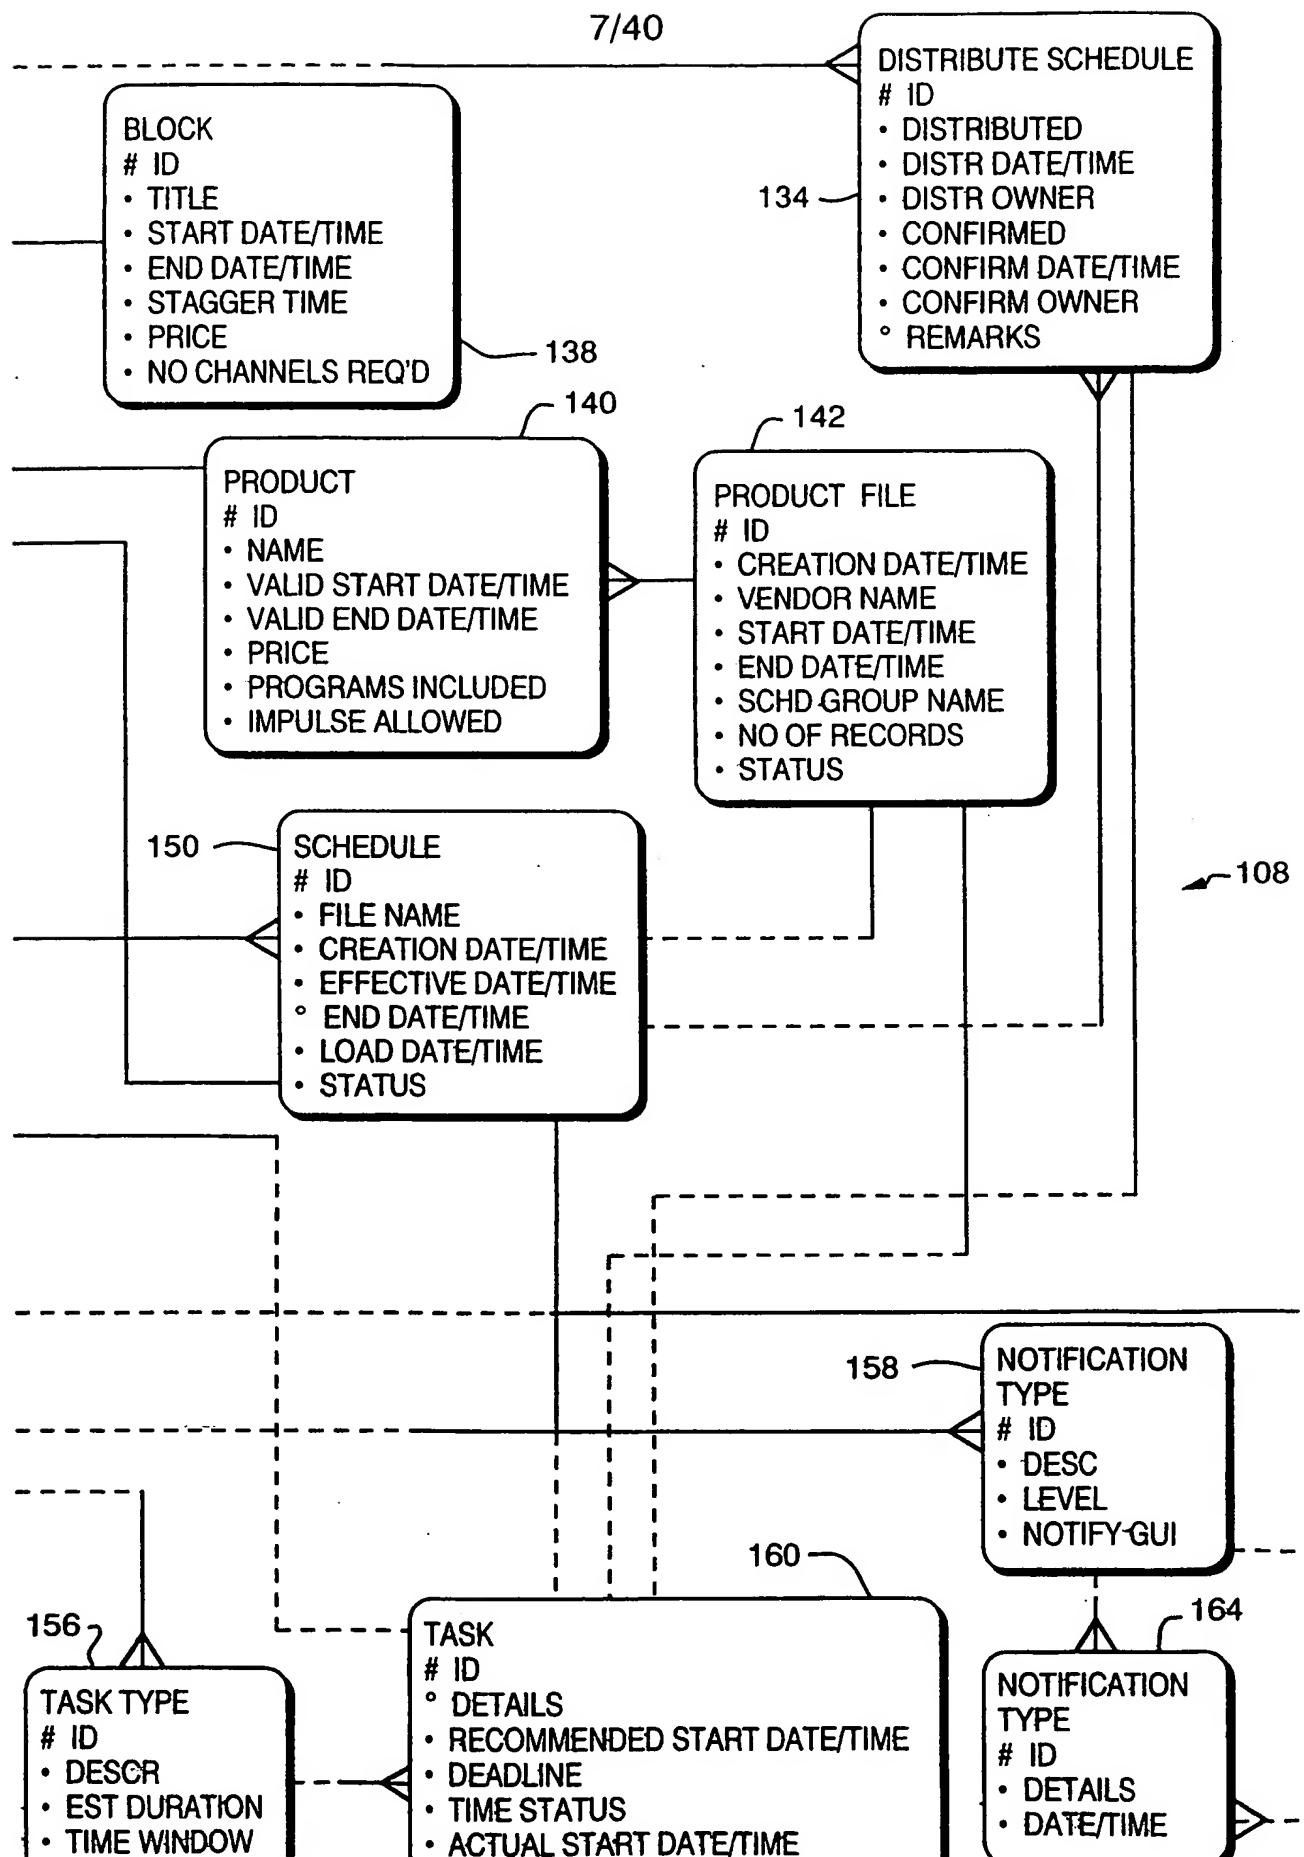 7/40
DISTRIBUTE SCHEDULE
# ID
• DISTRIBUTED
• DISTR DATE/TIME
• DISTR OWNER
• CONFIRMED
• CONFIRM DATE/TIME
• CONFIRM OWNER
° REMARKS
134
BLOCK
# ID
• TITLE
• START DATE/TIME
• END DATE/TIME
• STAGGER TIME
• PRICE
• NO CHANNELS REQ'D
138
140
PRODUCT
# ID
• NAME
• VALID START DATE/TIME
• VALID END DATE/TIME
• PRICE
• PROGRAMS INCLUDED
• IMPULSE ALLOWED
142
PRODUCT FILE
# ID
• CREATION DATE/TIME
• VENDOR NAME
• START DATE/TIME
• END DATE/TIME
• SCHD GROUP NAME
• NO OF RECORDS
• STATUS
150
SCHEDULE
# ID
• FILE NAME
• CREATION DATE/TIME
• EFFECTIVE DATE/TIME
° END DATE/TIME
• LOAD DATE/TIME
• STATUS
108
158
NOTIFICATION
TYPE
# ID
• DESC
• LEVEL
• NOTIFY GUI
156
TASK TYPE
# ID
• DESCR
• EST DURATION
• TIME WINDOW
160
TASK
# ID
° DETAILS
• RECOMMENDED START DATE/TIME
• DEADLINE
• TIME STATUS
• ACTUAL START DATE/TIME
164
NOTIFICATION
TYPE
# ID
• DETAILS
• DATE/TIME